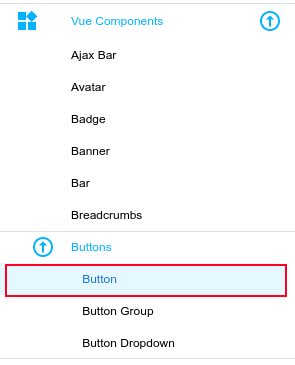 Vue Components
Ajax Bar
Avatar
Badge
Banner
Bar
Breadcrumbs
Buttons
Button
Button Group
Button Dropdown